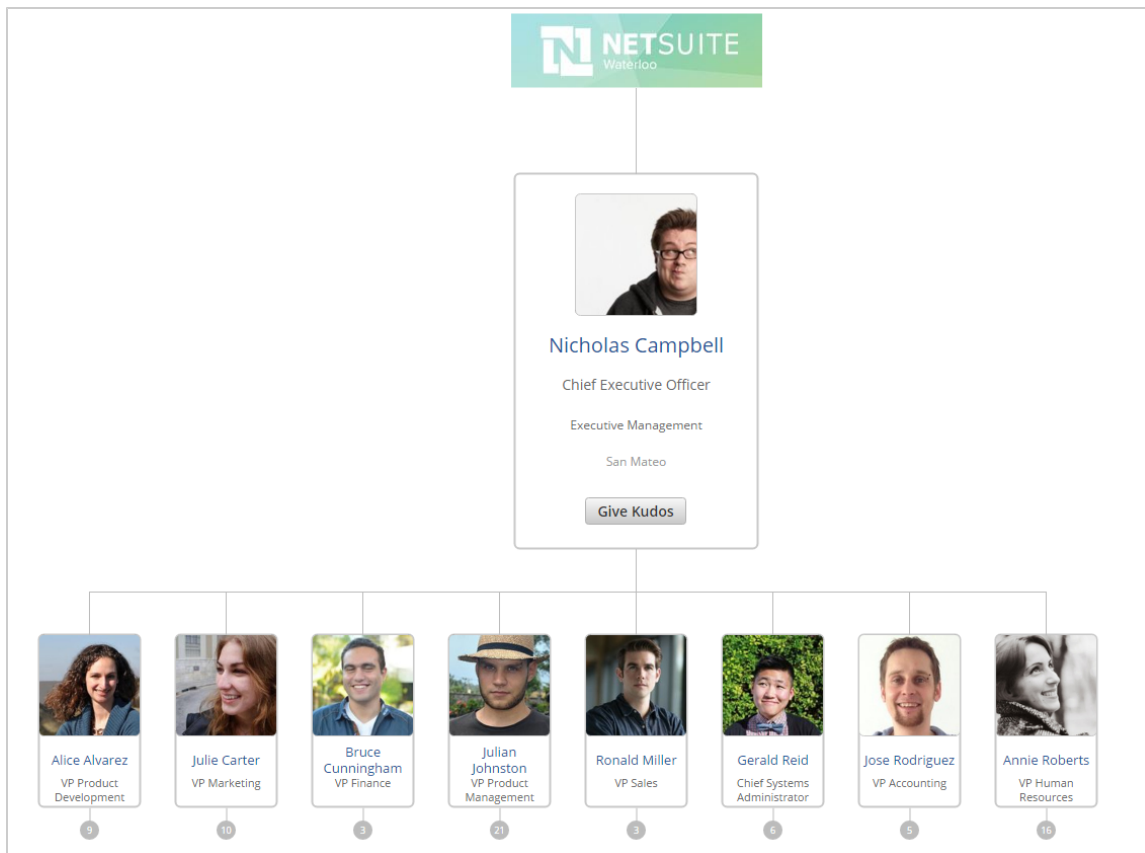 NETSUITE
Waterloo
Nicholas Campbell
Chief Executive Officer
Executive Management
San Mateo
Give Kudos
Alice Alvarez
VP Product
Development
9
Julie Carter
VP Marketing
10
Bruce
Cunningham
VP Finance
3
Julian
Johnston
VP Product
Management
21
Ronald Miller
VP Sales
3
Gerald Reid
Chief Systems
Administrator
6
Jose Rodriguez
VP Accounting
5
Annie Roberts
VP Human
Resources
16